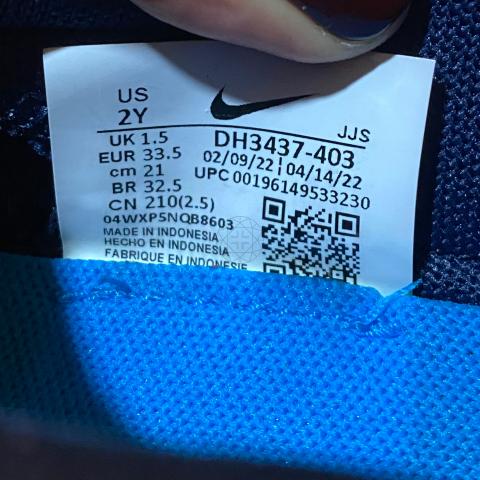 US
2Y
JJS
UK 1.5
DH3437-403
EUR 33.5
02/09/22 | 04/14/22
cm 21
UPC 00196149533230
BR 32.5
CN 210(2.5)
04WXP5NQB8603
MADE IN INDONESIA
HECHO EN INDONESIA
FABRIQUE EN INDONESIE